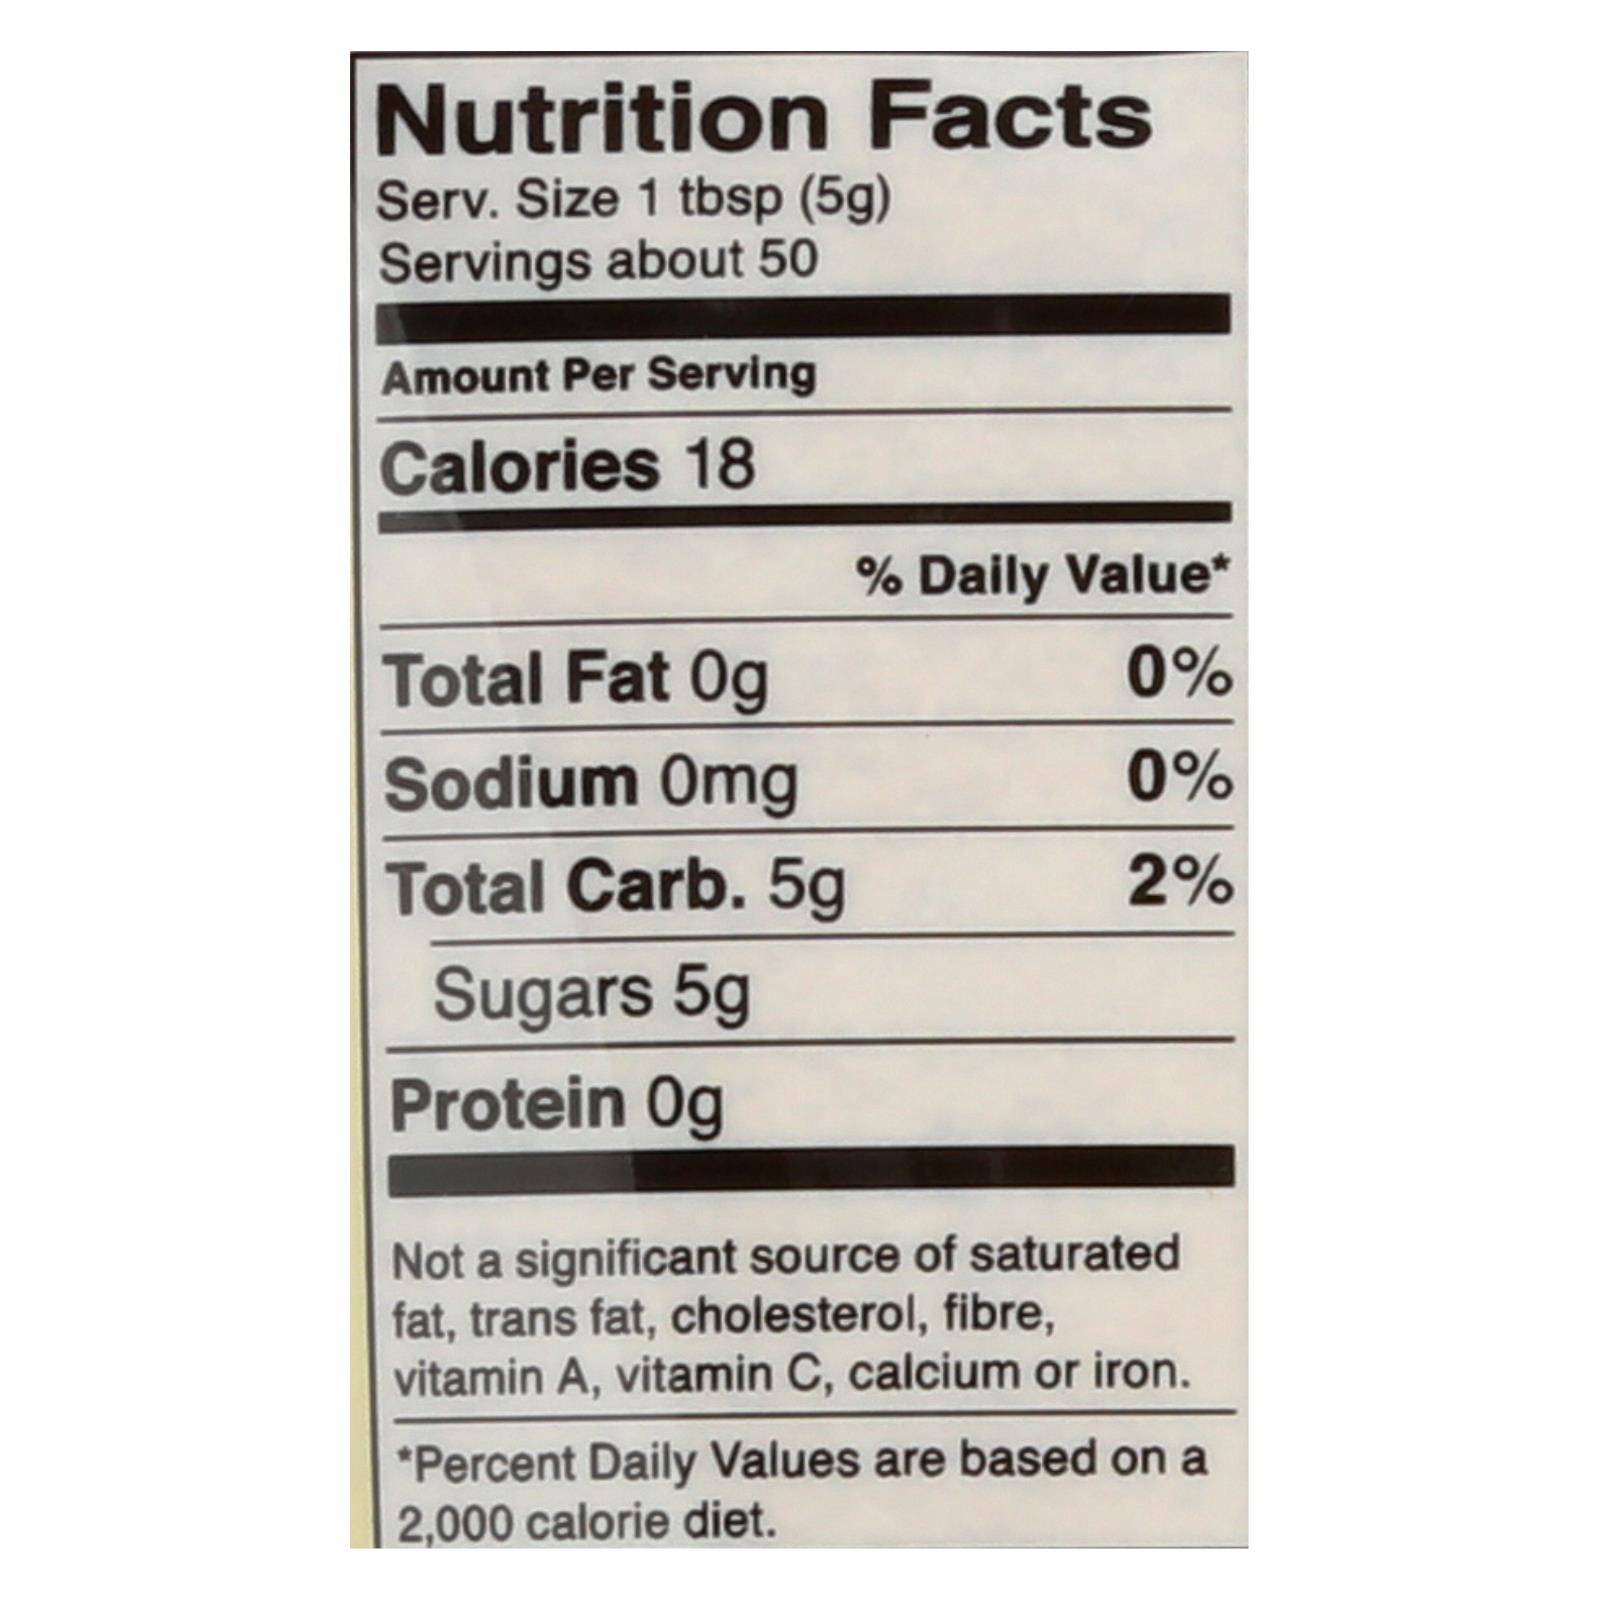 Nutrition Facts
Serv. Size 1 tbsp (5g)
Servings about 50
Amount Per Serving
Calories 18
% Daily Value*
Total Fat 0g 0%
Sodium 0mg 0%
Total Carb. 5g 2%
Sugars 5g
Protein 0g
Not a significant source of saturated
fat, trans fat, cholesterol, fibre,
vitamin A, vitamin C, calcium or iron.
*Percent Daily Values are based on a
2,000 calorie diet.